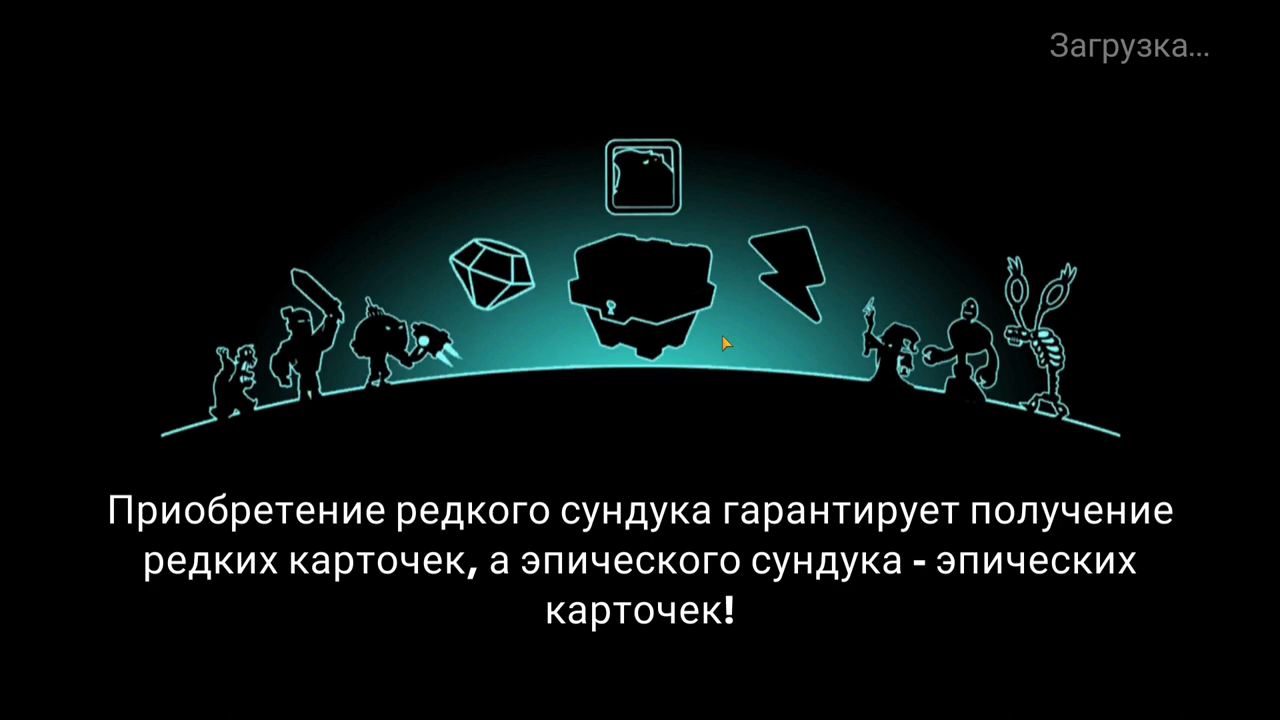 Загрузка...
Приобретение редкого сундука гарантирует получение
редких карточек, а эпического сундука - эпических
карточек!